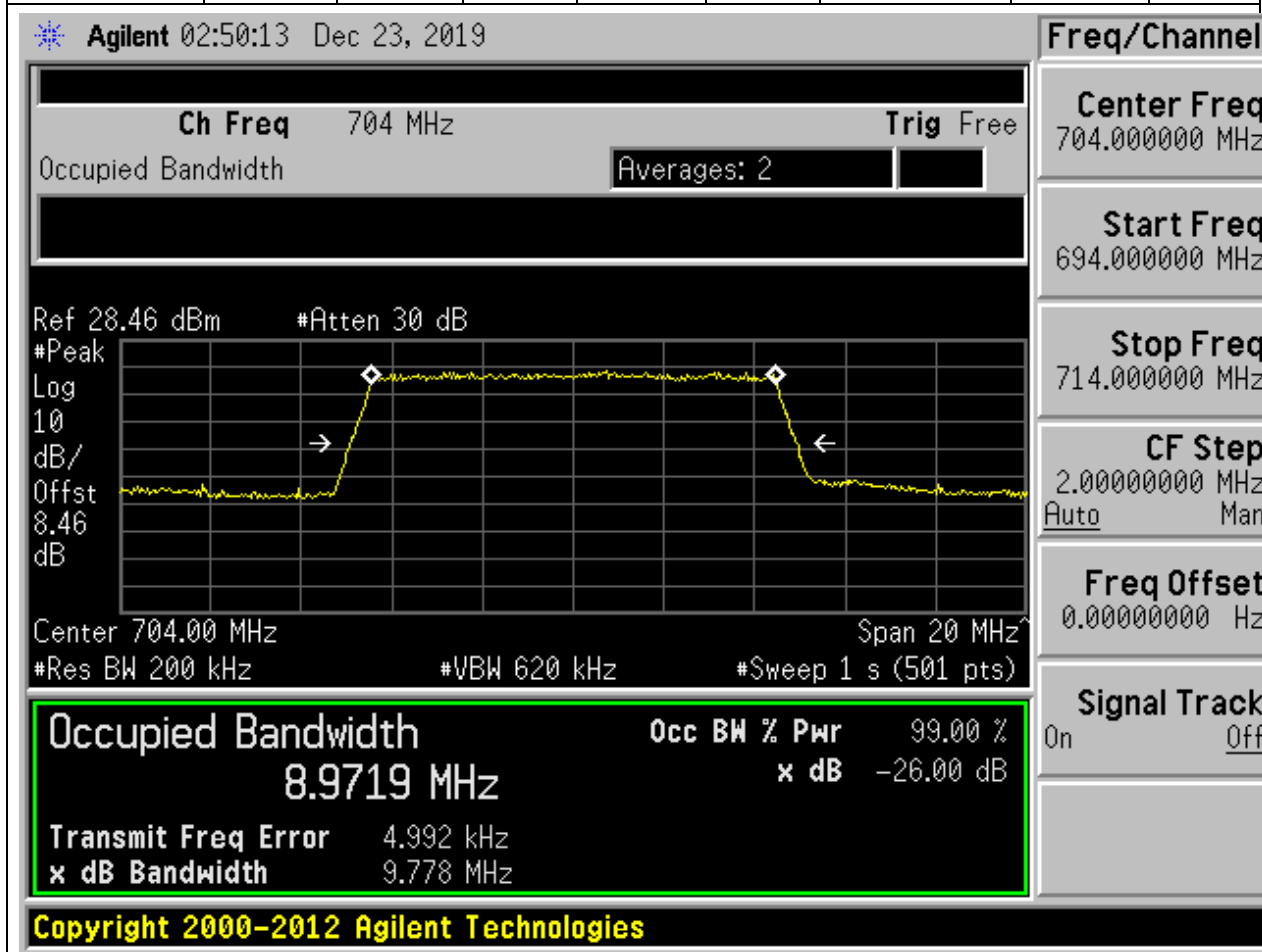 Agilent 02:50:13 Dec 23, 2019
Freq/Channel
Ch Freq 704 MHz Trig Free
Occupied Bandwidth Averages: 2
Center Freq
704.000000 MHz
Start Freq
694.000000 MHz
Stop Freq
714.000000 MHz
CF Step
2.00000000 MHz
Auto Man
Freq Offset
0.00000000 Hz
Signal Track
On Off
Ref 28.46 dBm #Atten 30 dB
#Peak
Log
10
dB/
Offst
8.46
dB
Center 704.00 MHz Span 20 MHz^
#Res BW 200 kHz #VBW 620 kHz #Sweep 1 s (501 pts)
Occupied Bandwidth Occ BW % Pwr 99.00 %
8.9719 MHz x dB -26.00 dB
Transmit Freq Error 4.992 kHz
x dB Bandwidth 9.778 MHz
Copyright 2000-2012 Agilent Technologies